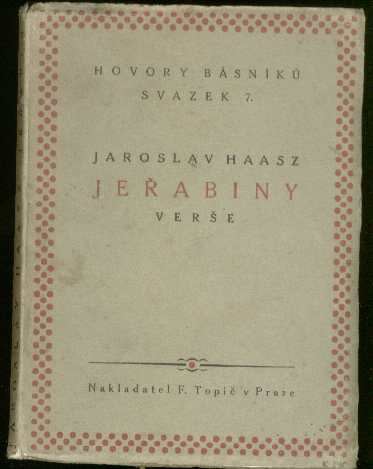 HOVORY BÁSNÍKŮ
SVAZEK 7.
JAROSLAV HAASZ
JEŘABINY
VERŠE
Nakladatel F. Topič v Praze